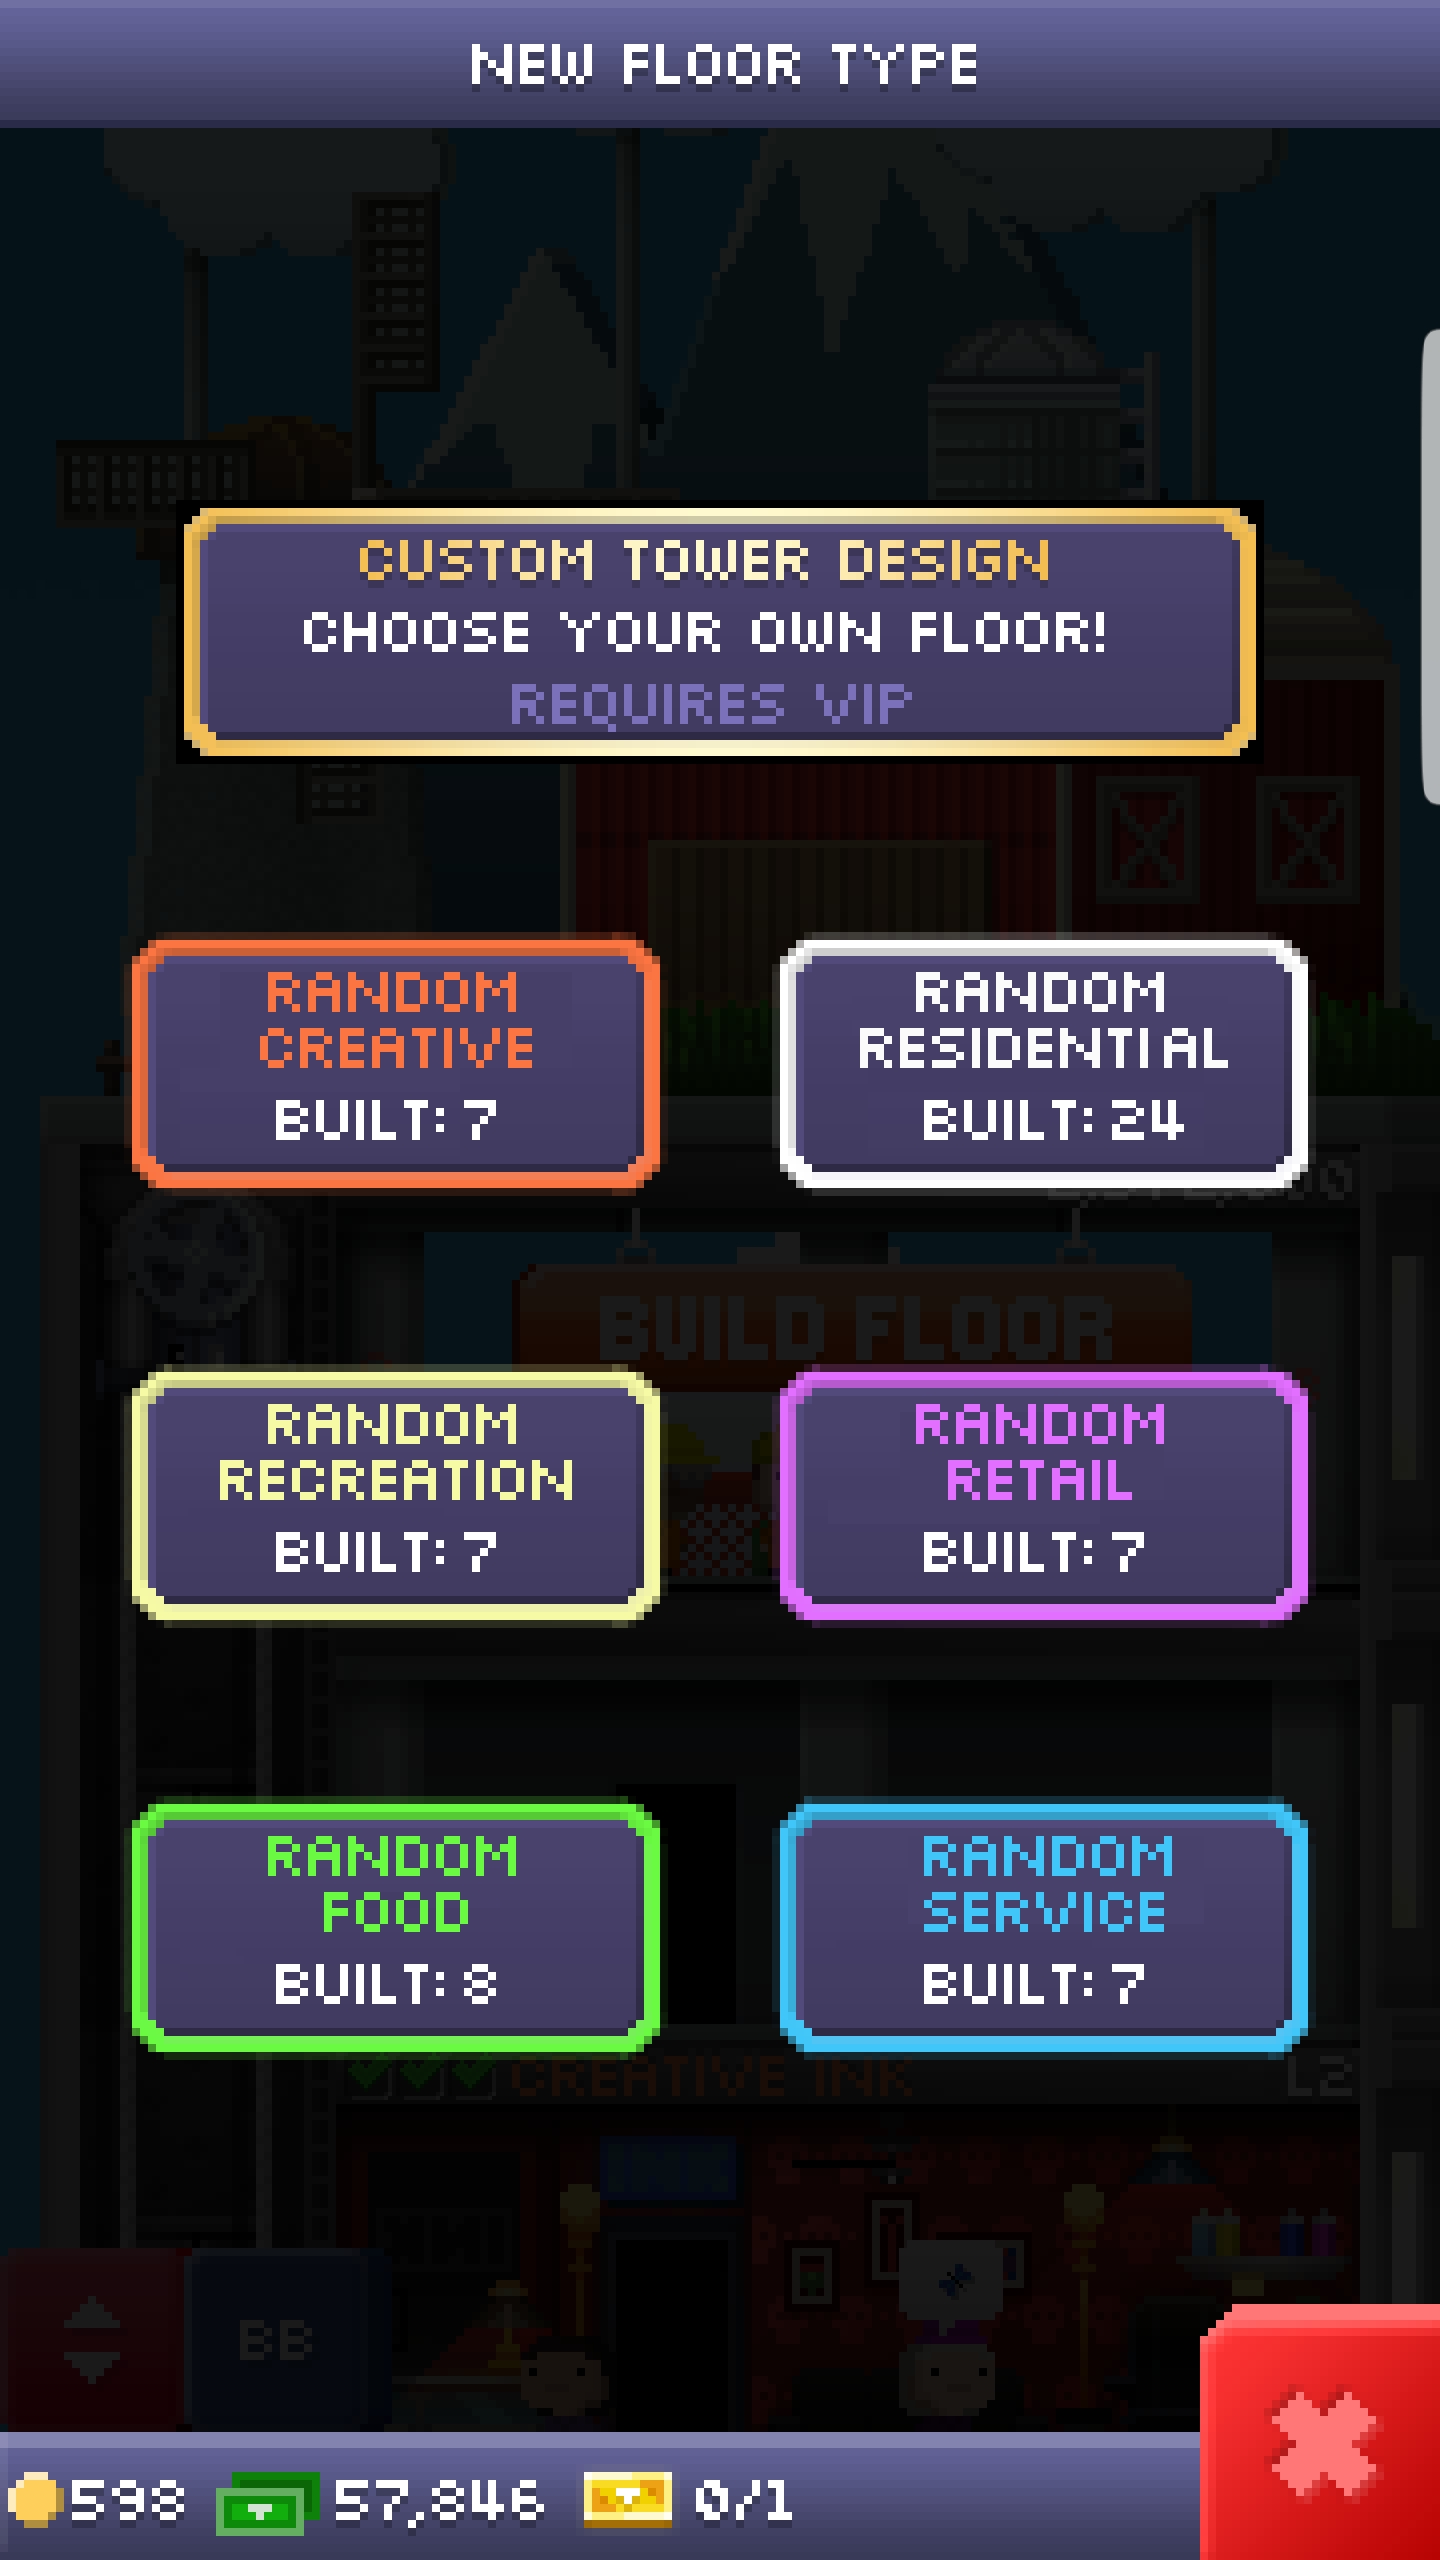 NEW FLOOR TYPE
CUSTOM TOWER DESIGN
CHOOSE YOUR OWN FLOOR!
REQUIRES VIP
RANDOM
CREATIVE
BUILT: 7
RANDOM
RESIDENTIAL
BUILT: 24
BUILD FLOOR
RANDOM
RECREATION
BUILT: 7
RANDOM
RETAIL
BUILT: 7
RANDOM
FOOD
BUILT: 8
RANDOM
SERVICE
BUILT: 7
CREATIVE INK L2
BB
598 57,846 0/1